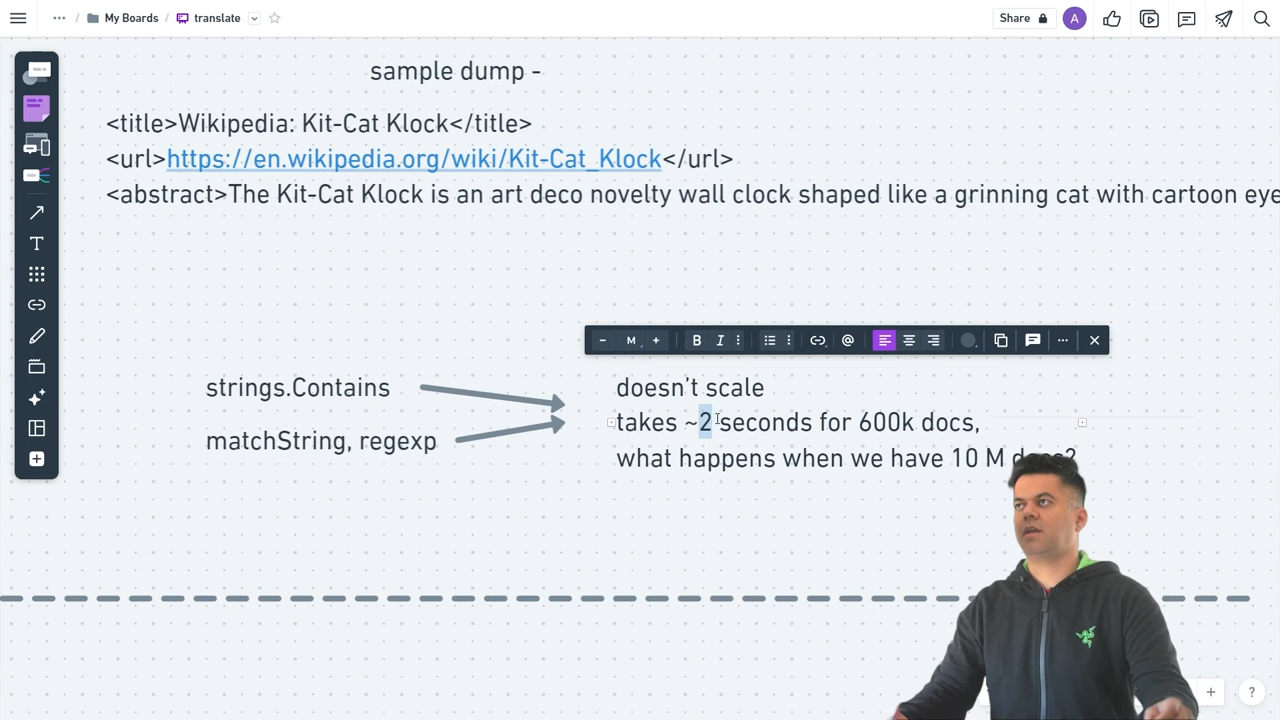 ... / My Boards / translate
Share
A
sample dump -
<title>Wikipedia: Kit-Cat Klock</title>
<url>https://en.wikipedia.org/wiki/Kit-Cat_Klock</url>
<abstract>The Kit-Cat Klock is an art deco novelty wall clock shaped like a grinning cat with cartoon eye
M
B I
@
strings.Contains
matchString, regexp
doesn't scale
takes ~2 seconds for 600k docs,
what happens when we have 10 M docs?
?